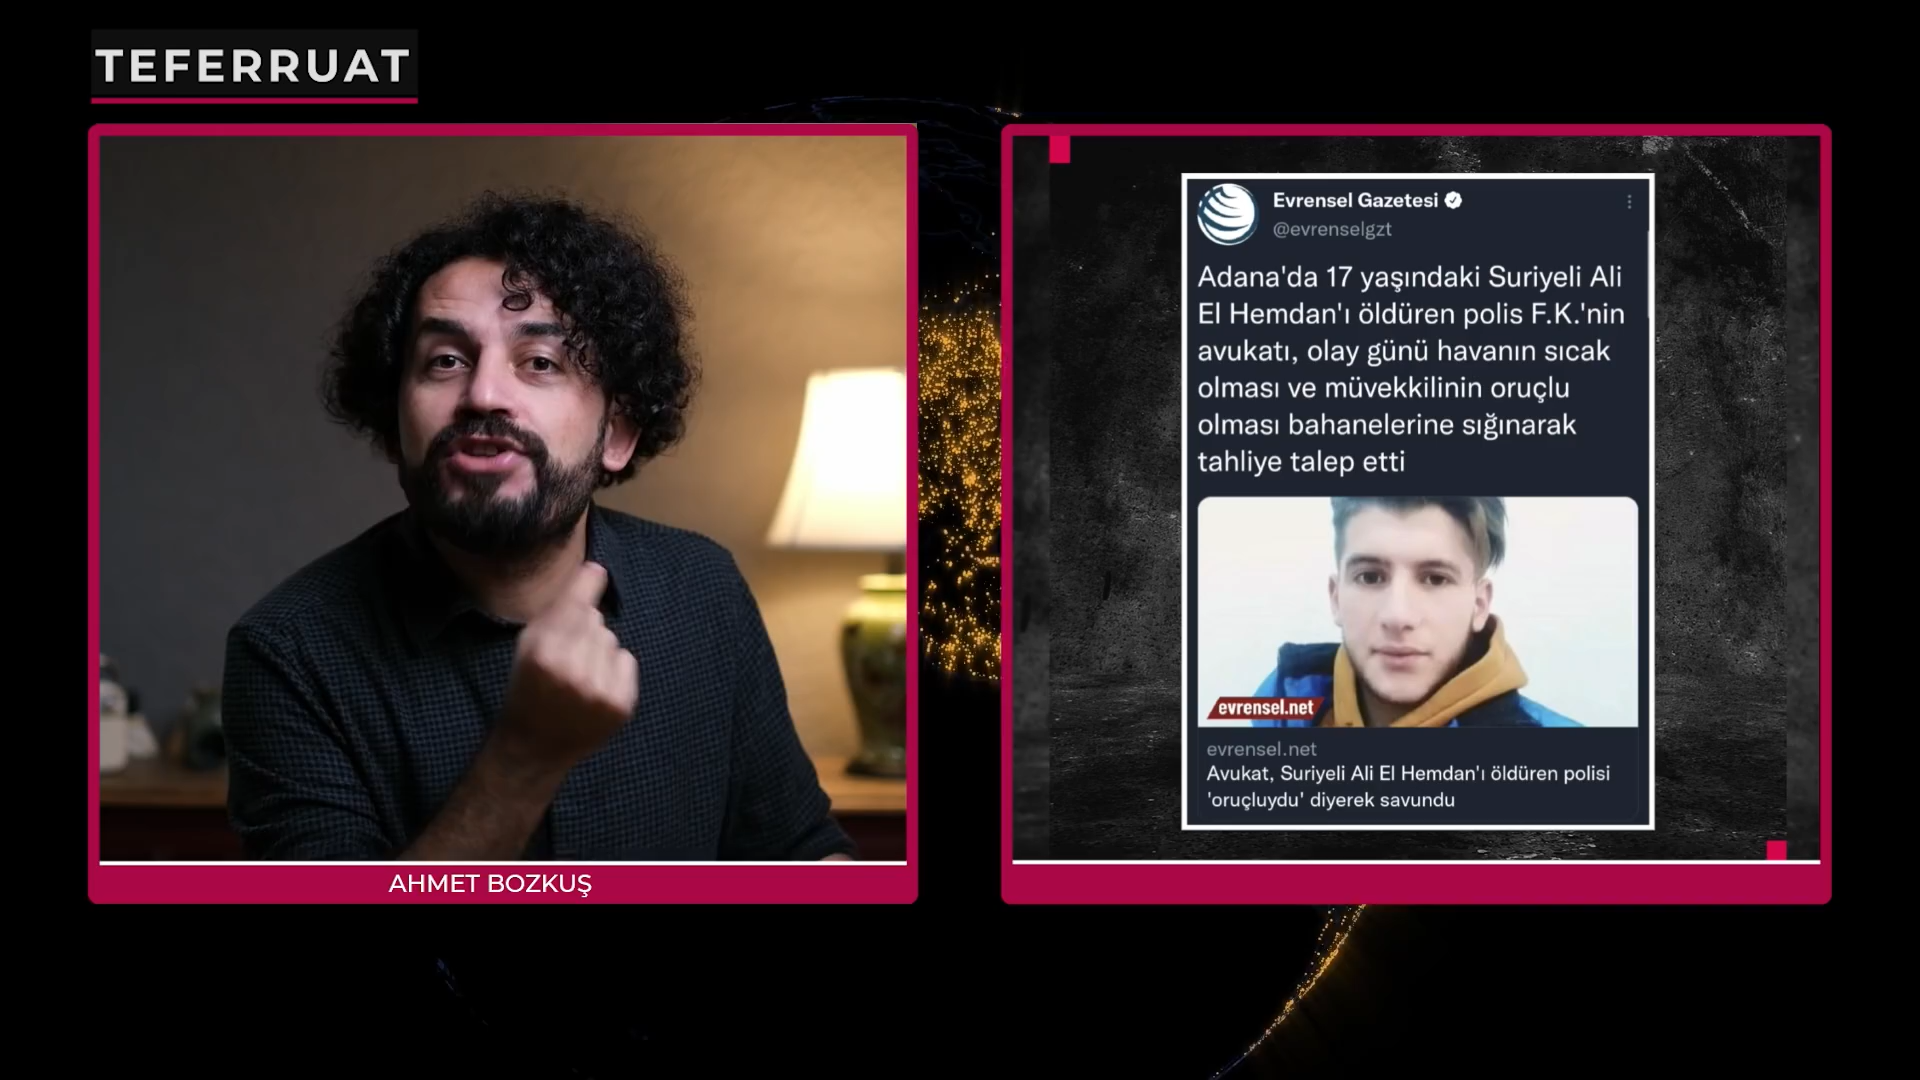 TEFERRUAT
AHMET BOZKUŞ
Evrensel Gazetesi
@evrenselgzt
Adana'da 17 yaşındaki Suriyeli Ali
El Hemdan'ı öldüren polis F.K.'nin
avukatı, olay günü havanın sıcak
olması ve müvekkilinin oruçlu
olması bahanelerine sığınarak
tahliye talep etti
evrensel.net
evrensel.net
Avukat, Suriyeli Ali El Hemdan'ı öldüren polisi
'oruçluydu' diyerek savundu